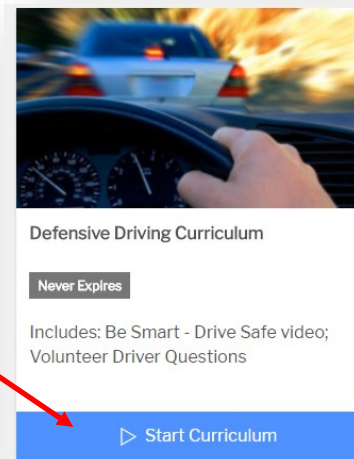 Defensive Driving Curriculum
Never Expires
Includes: Be Smart - Drive Safe video;
Volunteer Driver Questions
Start Curriculum